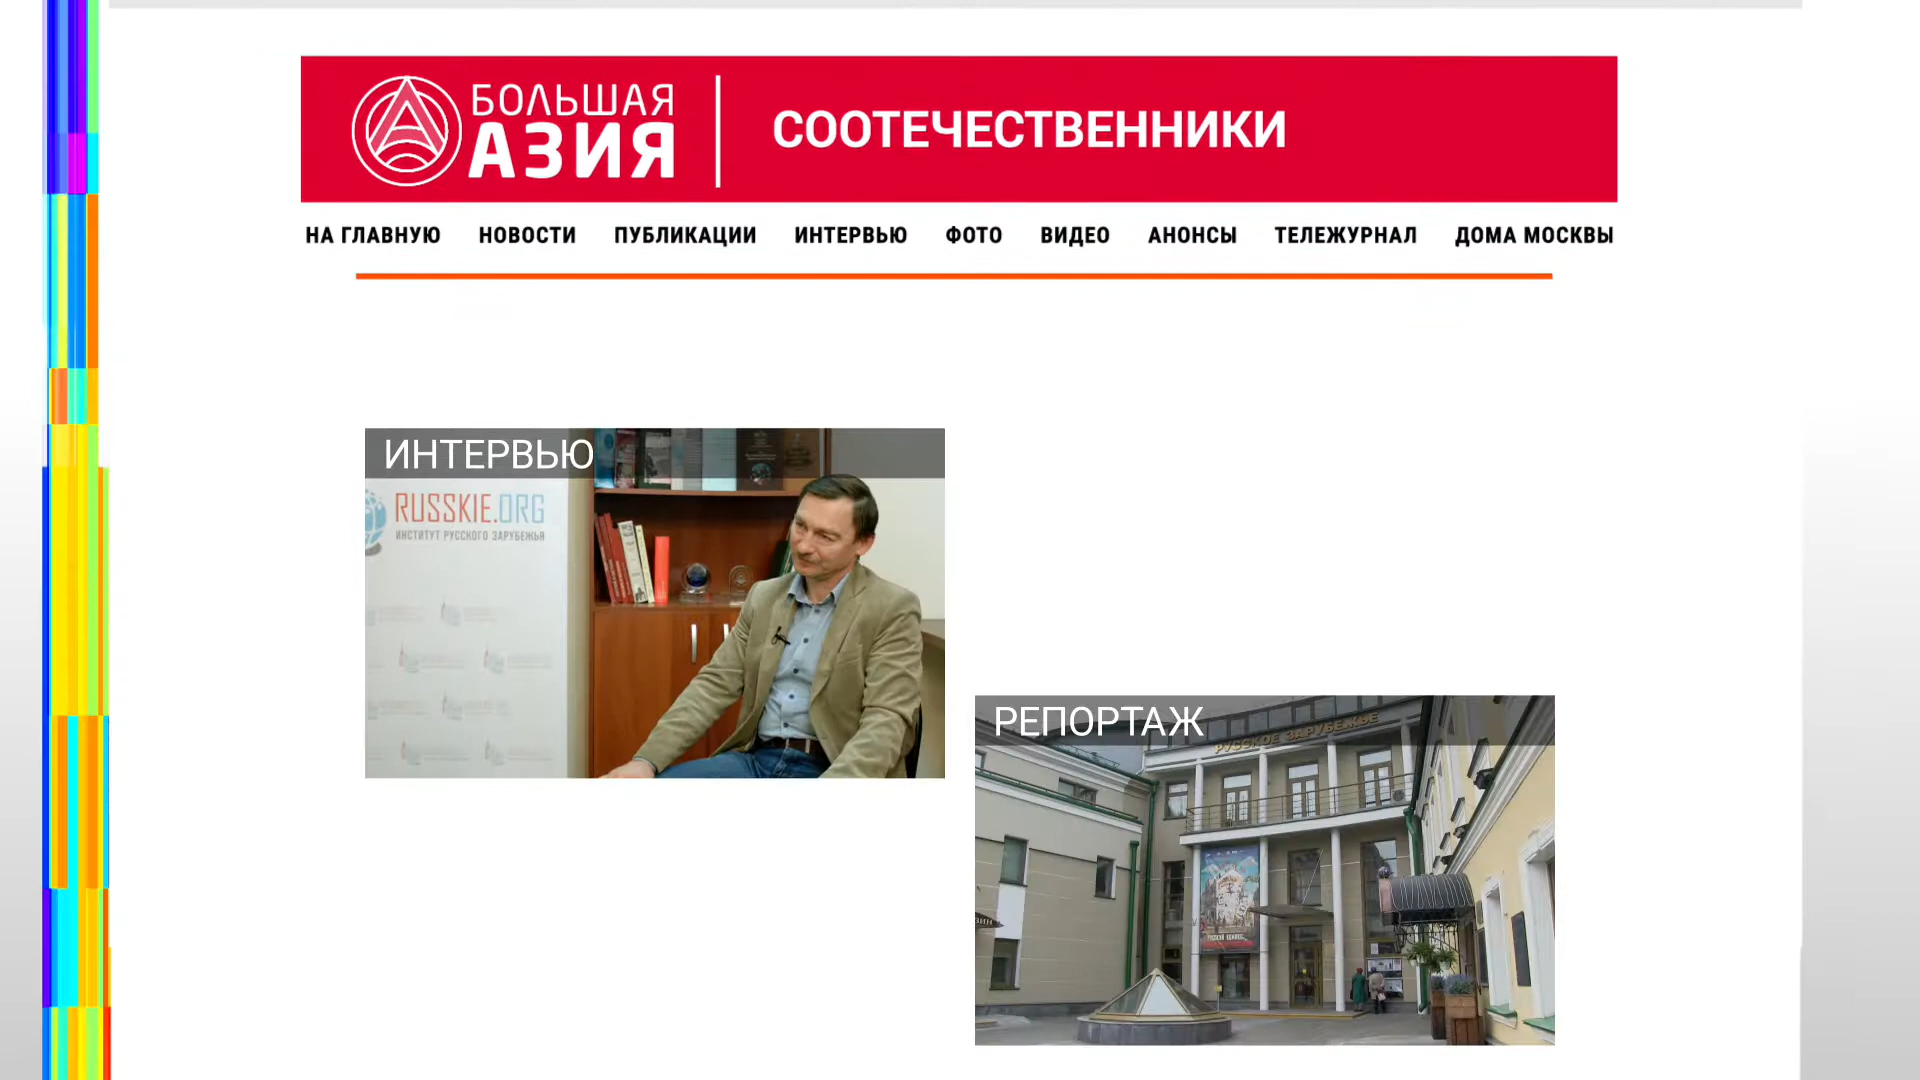 БОЛЬШАЯ
АЗИЯ
СООТЕЧЕСТВЕННИКИ
НА ГЛАВНУЮ НОВОСТИ ПУБЛИКАЦИИ ИНТЕРВЬЮ ФОТО ВИДЕО АНОНСЫ ТЕЛЕЖУРНАЛ ДОМА МОСКВЫ
ИНТЕРВЬЮ
RUSSKIE.ORG
ИНСТИТУТ РУССКОГО ЗАРУБЕЖЬЯ
РЕПОРТАЖ
РУССКОЕ ЗАРУБЕЖЬЕ